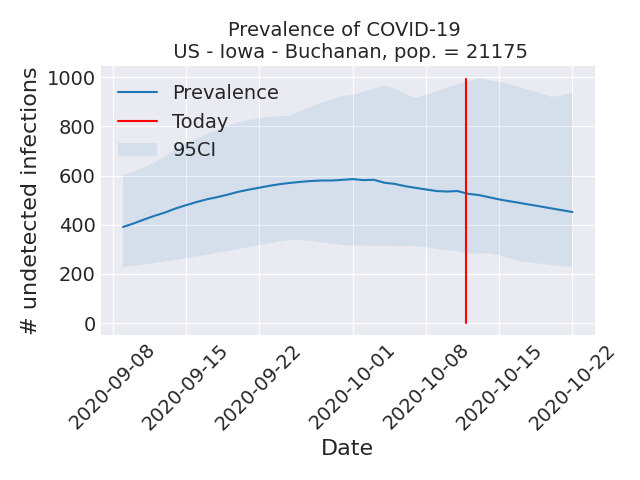 Prevalence of COVID-19
US - Iowa - Buchanan, pop. = 21175
# undetected infections
1000
800
600
400
200
0
Prevalence
Today
95CI
2020-09-08
2020-09-15
2020-09-22
2020-10-01
2020-10-08
2020-10-15
2020-10-22
Date